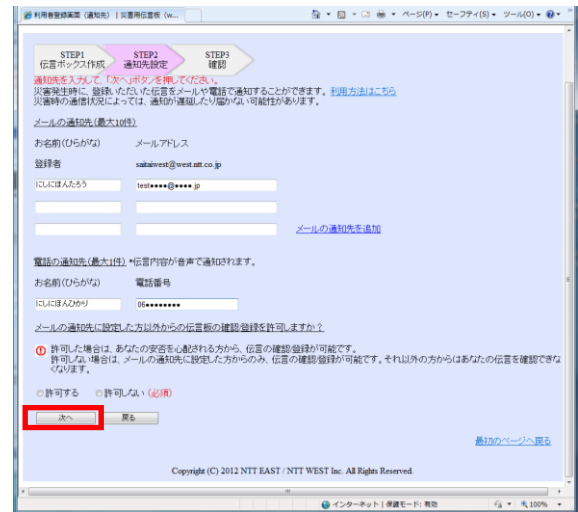 利用者登録画面（通知先）｜災害用伝言板（w...
ページ(P) セーフティ(S) ツール(O)
STEP1 STEP2 STEP3
伝言ボックス作成 通知先設定 確認
通知先を入力して、「次へ」ボタンを押してください。
災害発生時に、登録いただいた伝言をメールや電話で通知することができます。利用方法はこちら
災害時の通信状況によっては、通知が遅延したり届かない可能性があります。
メールの通知先(最大10件)
お名前(ひらがな) メールアドレス
登録者 saitaiwest@west.ntt.co.jp
にしにほんたろう test●●●●@●●●●.jp
メールの通知先を追加
電話の通知先(最大1件) *伝言内容が音声で通知されます。
お名前(ひらがな) 電話番号
にしにほんひかり 06●●●●●●●●
メールの通知先に設定した方以外からの伝言板の確認/登録を許可しますか？
許可した場合は、あなたの安否を心配される方から、伝言の確認/登録が可能です。
許可しない場合は、メールの通知先に設定した方からのみ、伝言の確認/登録が可能です。それ以外の方からはあなたの伝言を確認できな
くなります。
許可する 許可しない (必須)
次へ 戻る
最初のページへ戻る
Copyright (C) 2012 NTT EAST / NTT WEST Inc. All Rights Reserved.
インターネット | 保護モード: 有効 100%